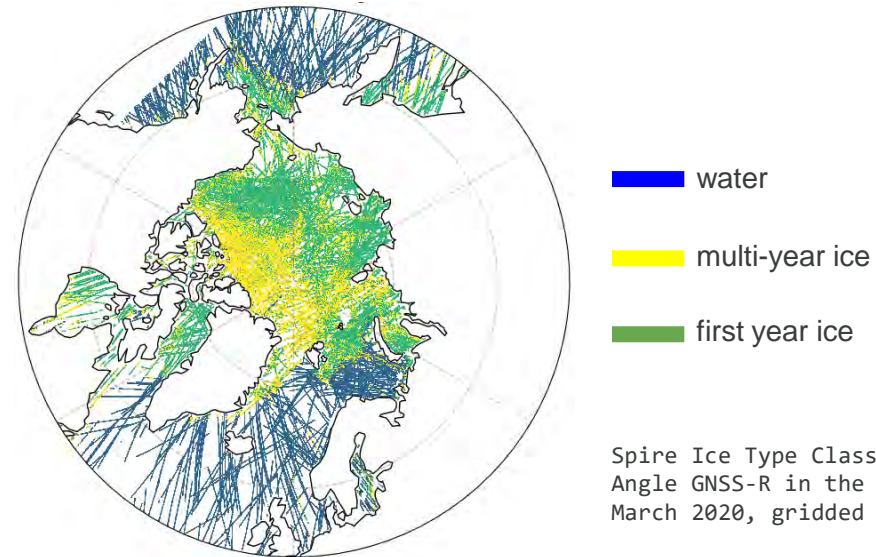 water
multi-year ice
first year ice
Spire Ice Type Class
Angle GNSS-R in the
March 2020, gridded